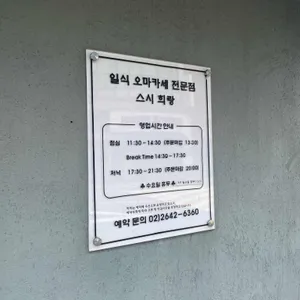 일식 오마카세 전문점
스시 희랑
영업시간 안내
점심 11:30 ~ 14:30 (주문마감 13:30)
Break Time 14:30 ~ 17:30
저녁 17:30 ~ 21:30 (주문마감 20:00)
♣ 수요일 휴무 ♣
예약 문의 02)2642-6360